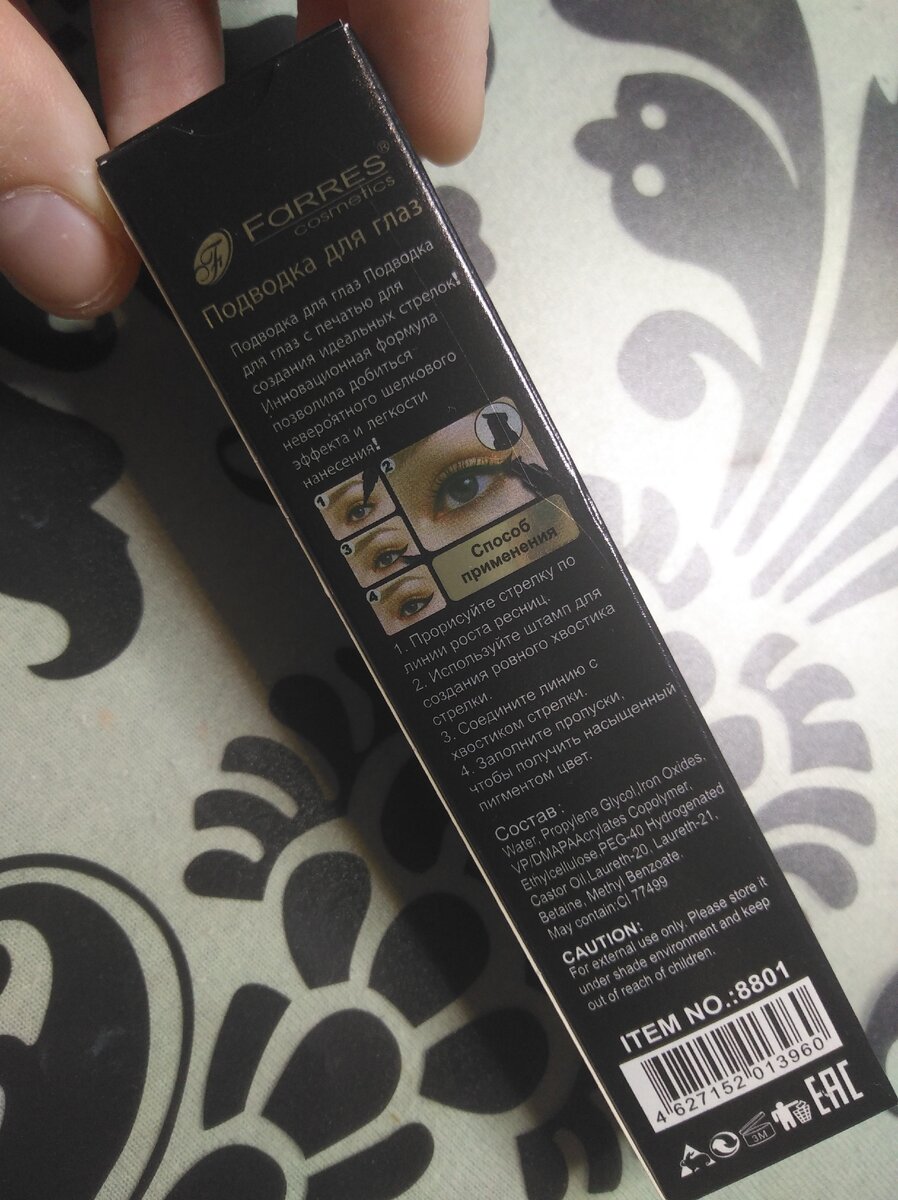 FARRES®
cosmetics
Подводка для глаз
Подводка для глаз Подводка
для глаз с печатью для
создания идеальных стрелок!
Инновационная формула
позволила добиться
невероятного шелкового
эффекта и легкости
нанесения!
1
2
3
4
Способ
применения
1. Прорисуйте стрелку по
линии роста ресниц.
2. Используйте штамп для
создания ровного хвостика
стрелки.
3. Соедините линию с
хвостиком стрелки.
4. Заполните пропуски,
чтобы получить насыщенный
пигментом цвет.
Состав:
Water, Propylene Glycol,Iron Oxides,
VP/DMAPAAcrylates Copolymer,
Ethylcellulose,PEG-40 Hydrogenated
Castor Oil Laureth-20, Laureth-21,
Betaine, Methyl Benzoate.
May contain:CI 77499
CAUTION:
For external use only. Please store it
under shade environment and keep
out of reach of children.
ITEM NO.:8801
4 627152 013960
3M
EAC